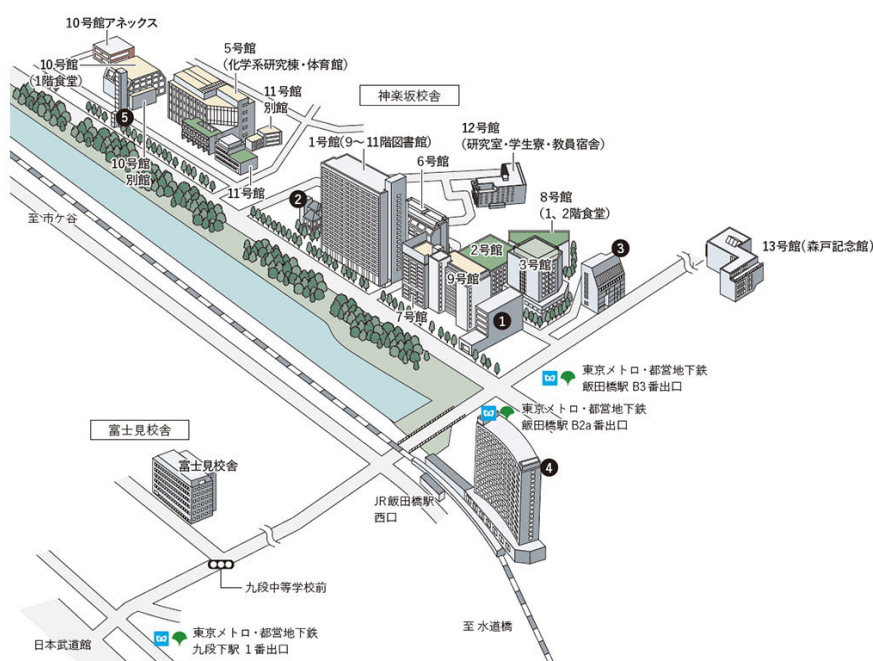 10号館アネックス
10号館
(1階食堂)
5号館
(化学系研究棟・体育館)
11号館
別館
神楽坂校舎
❺
10号館
別館
11号館
1号館(9〜11階図書館)
12号館
(研究室・学生寮・教員宿舎)
6号館
❷
8号館
(1、2階食堂)
至 市ケ谷
2号館
3号館
❸
13号館(森戸記念館)
9号館
7号館
❶
東京メトロ・都営地下鉄
飯田橋駅 B3 番出口
東京メトロ・都営地下鉄
飯田橋駅 B2a 番出口
富士見校舎
富士見校舎
❹
JR飯田橋駅
西口
九段中等学校前
至 水道橋
日本武道館
東京メトロ・都営地下鉄
九段下駅 1 番出口